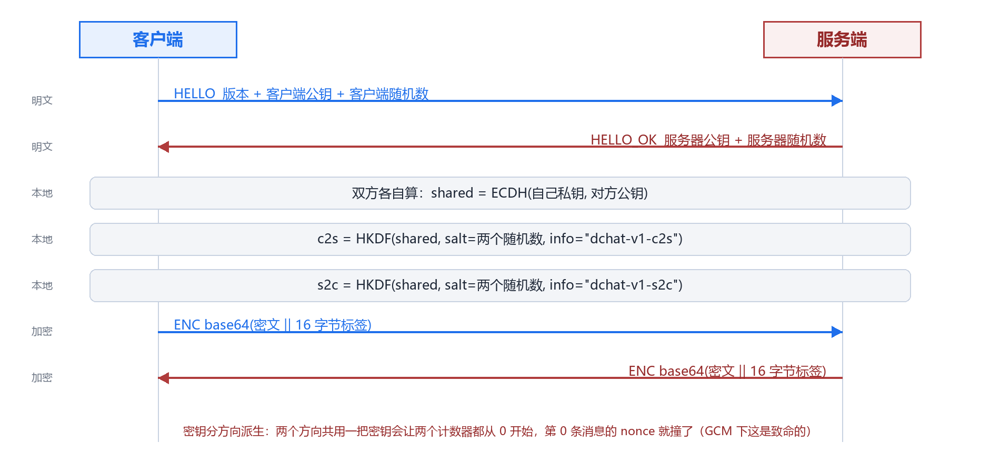 客户端
服务端
明文
HELLO 版本 + 客户端公钥 + 客户端随机数
明文
HELLO_OK 服务器公钥 + 服务器随机数
本地
双方各自算：shared = ECDH(自己私钥, 对方公钥)
本地
c2s = HKDF(shared, salt=两个随机数, info="dchat-v1-c2s")
本地
s2c = HKDF(shared, salt=两个随机数, info="dchat-v1-s2c")
加密
ENC base64(密文 || 16 字节标签)
加密
ENC base64(密文 || 16 字节标签)
密钥分方向派生：两个方向共用一把密钥会让两个计数器都从 0 开始，第 0 条消息的 nonce 就撞了（GCM 下这是致命的）